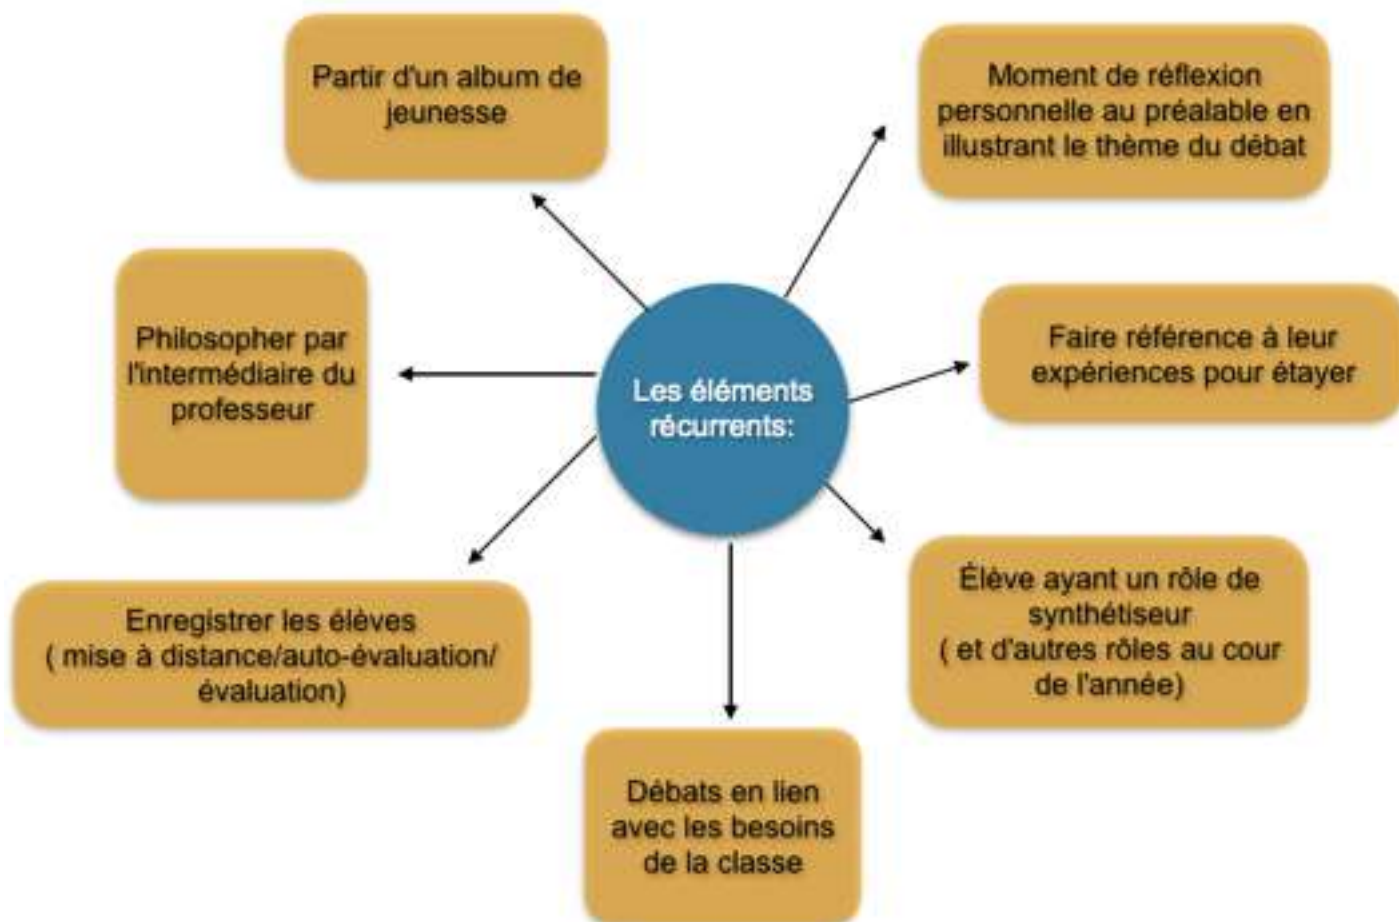 Partir d'un album de
jeunesse
Moment de réflexion
personnelle au préalable en
illustrant le thème du débat
Philosopher par
l'intermédiaire du
professeur
Les éléments
récurrents:
Faire référence à leur
expériences pour étayer
Enregistrer les élèves
( mise à distance/auto-évaluation/
évaluation)
Élève ayant un rôle de
synthétiseur
( et d'autres rôles au cour
de l'année)
Débats en lien
avec les besoins
de la classe